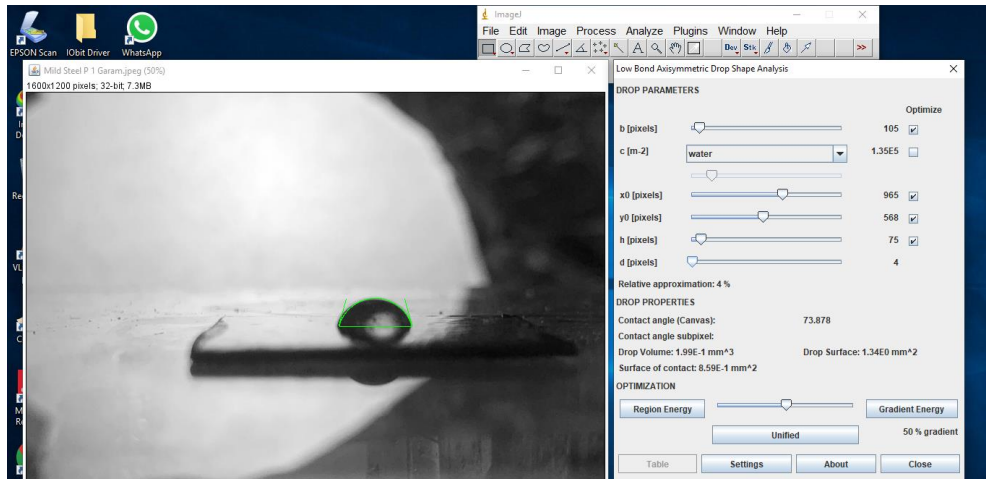 ImageJ
File Edit Image Process Analyze Plugins Window Help
Dev Stk >>
EPSON Scan IObit Driver WhatsApp
Mild Steel P 1 Garam.jpeg (50%)
1600x1200 pixels; 32-bit; 7.3MB
Low Bond Axisymmetric Drop Shape Analysis
DROP PARAMETERS
Optimize
b [pixels] 105
c [m-2] water 1.35E5
x0 [pixels] 965
y0 [pixels] 568
h [pixels] 75
d [pixels] 4
Relative approximation: 4 %
DROP PROPERTIES
Contact angle (Canvas): 73.878
Contact angle subpixel:
Drop Volume: 1.99E-1 mm^3 Drop Surface: 1.34E0 mm^2
Surface of contact: 8.59E-1 mm^2
OPTIMIZATION
Region Energy Gradient Energy
Unified 50 % gradient
Table Settings About Close